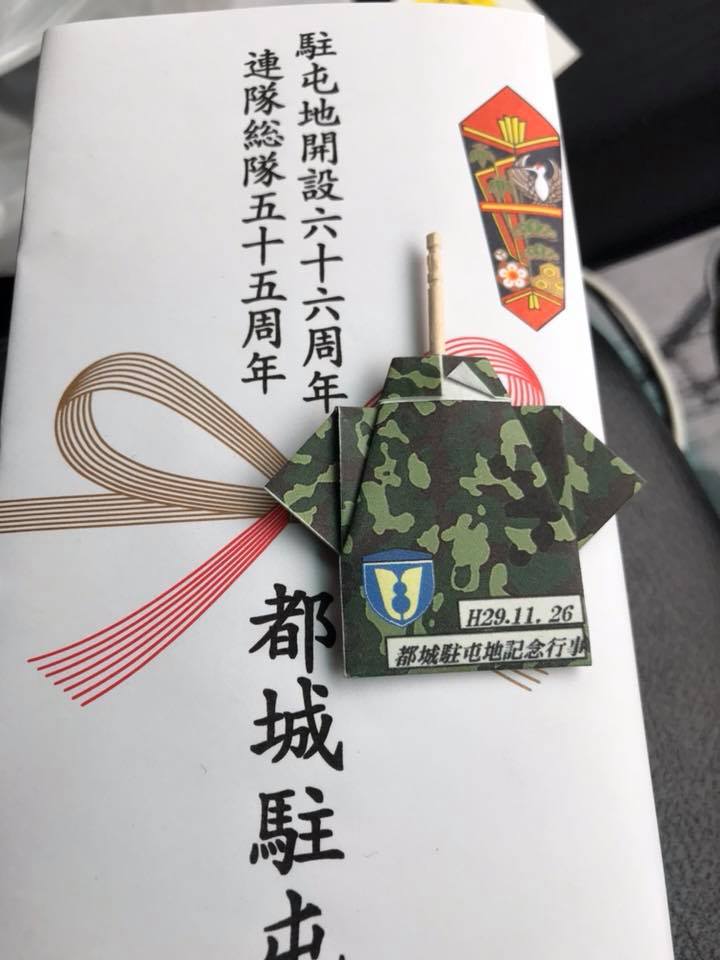 駐屯地開設六十六周年
連隊総隊五十五周年
都城駐屯
H29.11.26
都城駐屯地記念行事